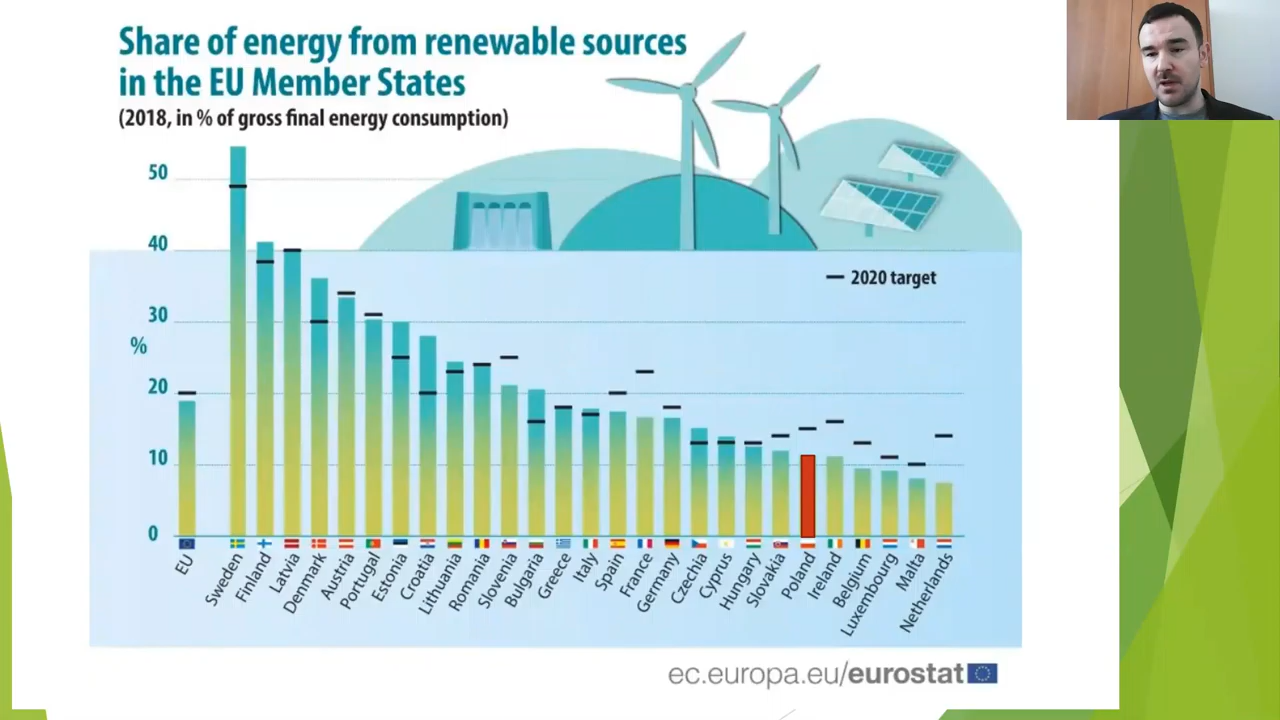 Share of energy from renewable sources
in the EU Member States
(2018, in % of gross final energy consumption)
50
40
30
%
20
10
0
2020 target
EU
Sweden
Finland
Latvia
Denmark
Austria
Portugal
Estonia
Croatia
Lithuania
Romania
Slovenia
Bulgaria
Greece
Italy
Spain
France
Germany
Czechia
Cyprus
Hungary
Slovakia
Poland
Ireland
Belgium
Luxembourg
Malta
Netherlands
ec.europa.eu/eurostat